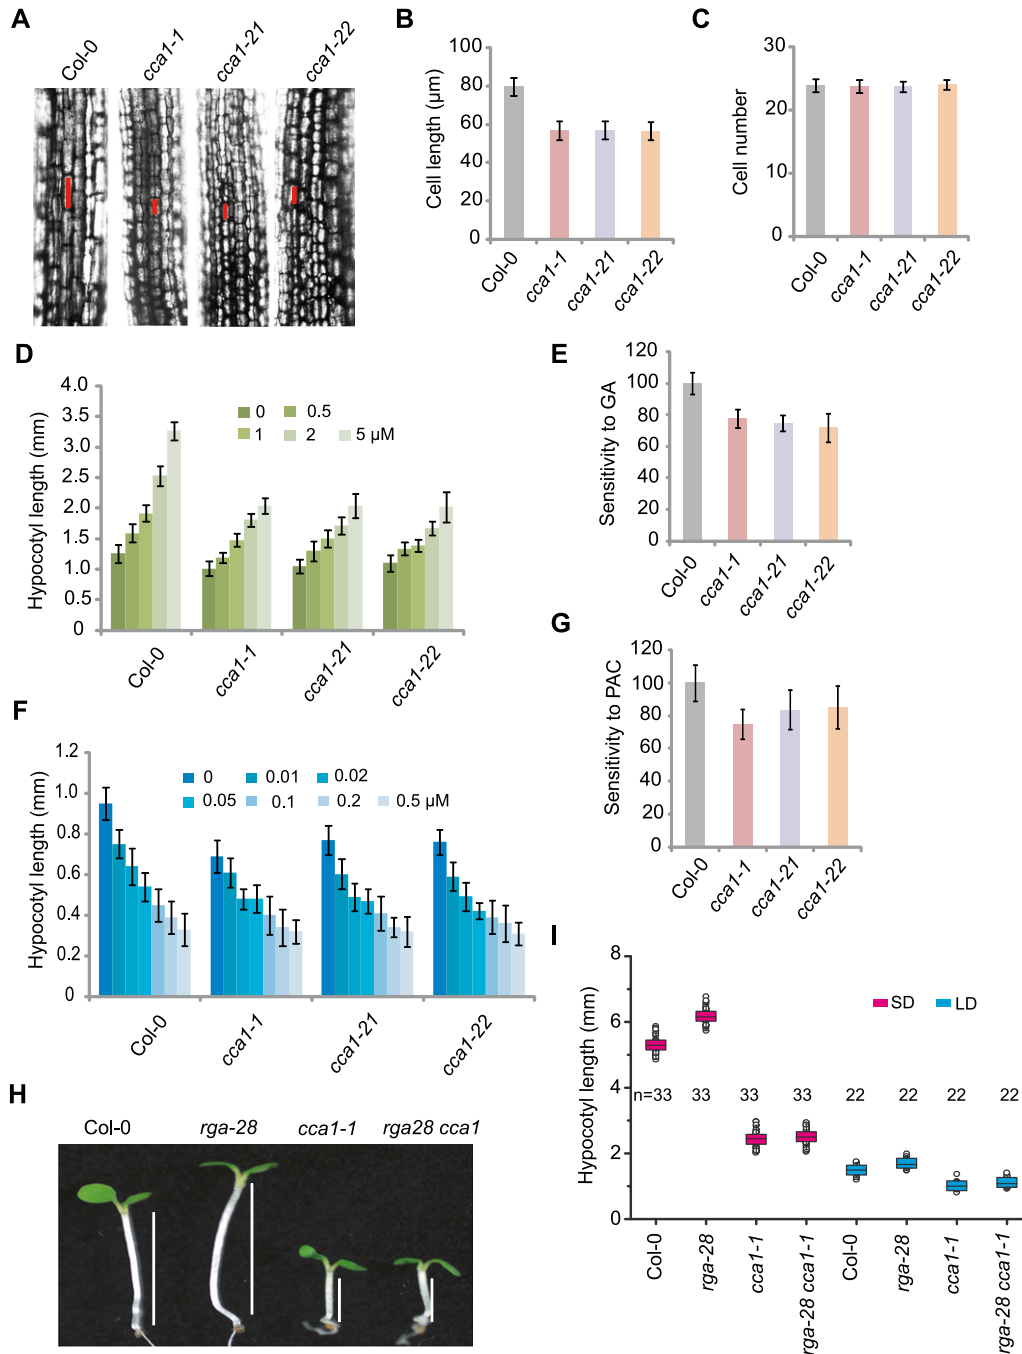 A
Col-0
cca1-1
cca1-21
cca1-22
B
Cell length (µm)
100
80
60
40
20
0
Col-0
cca1-1
cca1-21
cca1-22
C
Cell number
30
20
10
0
Col-0
cca1-1
cca1-21
cca1-22
D
Hypocotyl length (mm)
4.0
3.5
3.0
2.5
2.0
1.5
1.0
0.5
0
0 0.5
1 2 5 µM
Col-0
cca1-1
cca1-21
cca1-22
E
Sensitivity to GA
120
100
80
60
40
20
0
Col-0
cca1-1
cca1-21
cca1-22
F
Hypocotyl length (mm)
1.2
1.0
0.8
0.6
0.4
0.2
0
0 0.01 0.02
0.05 0.1 0.2 0.5 µM
Col-0
cca1-1
cca1-21
cca1-22
G
Sensitivity to PAC
120
100
80
60
40
20
0
Col-0
cca1-1
cca1-21
cca1-22
H
Col-0 rga-28 cca1-1 rga28 cca1
I
Hypocotyl length (mm)
8
6
4
2
0
SD LD
n=33 33 33 33 22 22 22 22
Col-0
rga-28
cca1-1
rga-28 cca1-1
Col-0
rga-28
cca1-1
rga-28 cca1-1